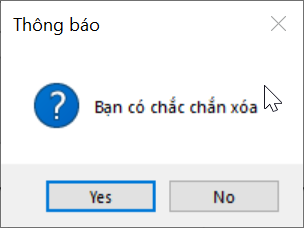 Thông báo
Bạn có chắc chắn xóa
Yes
No